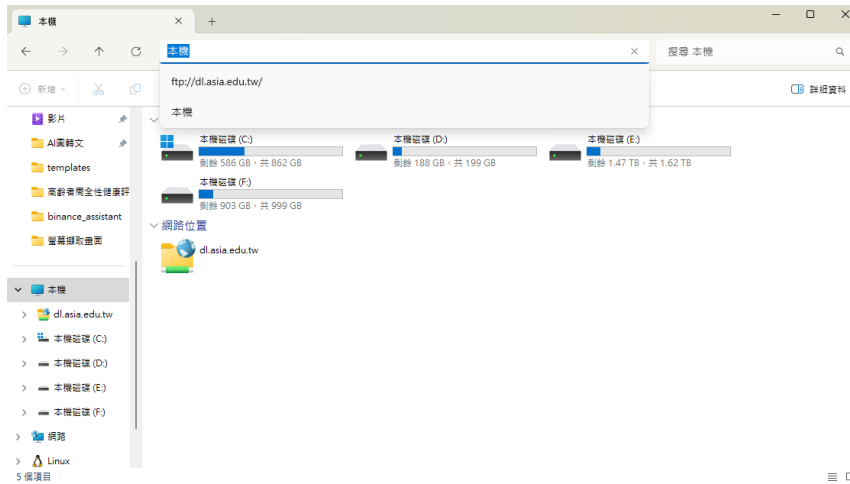 本機
本機
搜尋 本機
ftp://dl.asia.edu.tw/
本機
新增
詳細資料
影片
AI圖轉文
templates
高齡者周全性健康評
binance_assistant
螢幕擷取畫面
本機
dl.asia.edu.tw
本機磁碟 (C:)
本機磁碟 (D:)
本機磁碟 (E:)
本機磁碟 (F:)
網路
Linux
本機磁碟 (C:)
剩餘 586 GB，共 862 GB
本機磁碟 (D:)
剩餘 188 GB，共 199 GB
本機磁碟 (E:)
剩餘 1.47 TB，共 1.62 TB
本機磁碟 (F:)
剩餘 903 GB，共 999 GB
網路位置
dl.asia.edu.tw
5 個項目